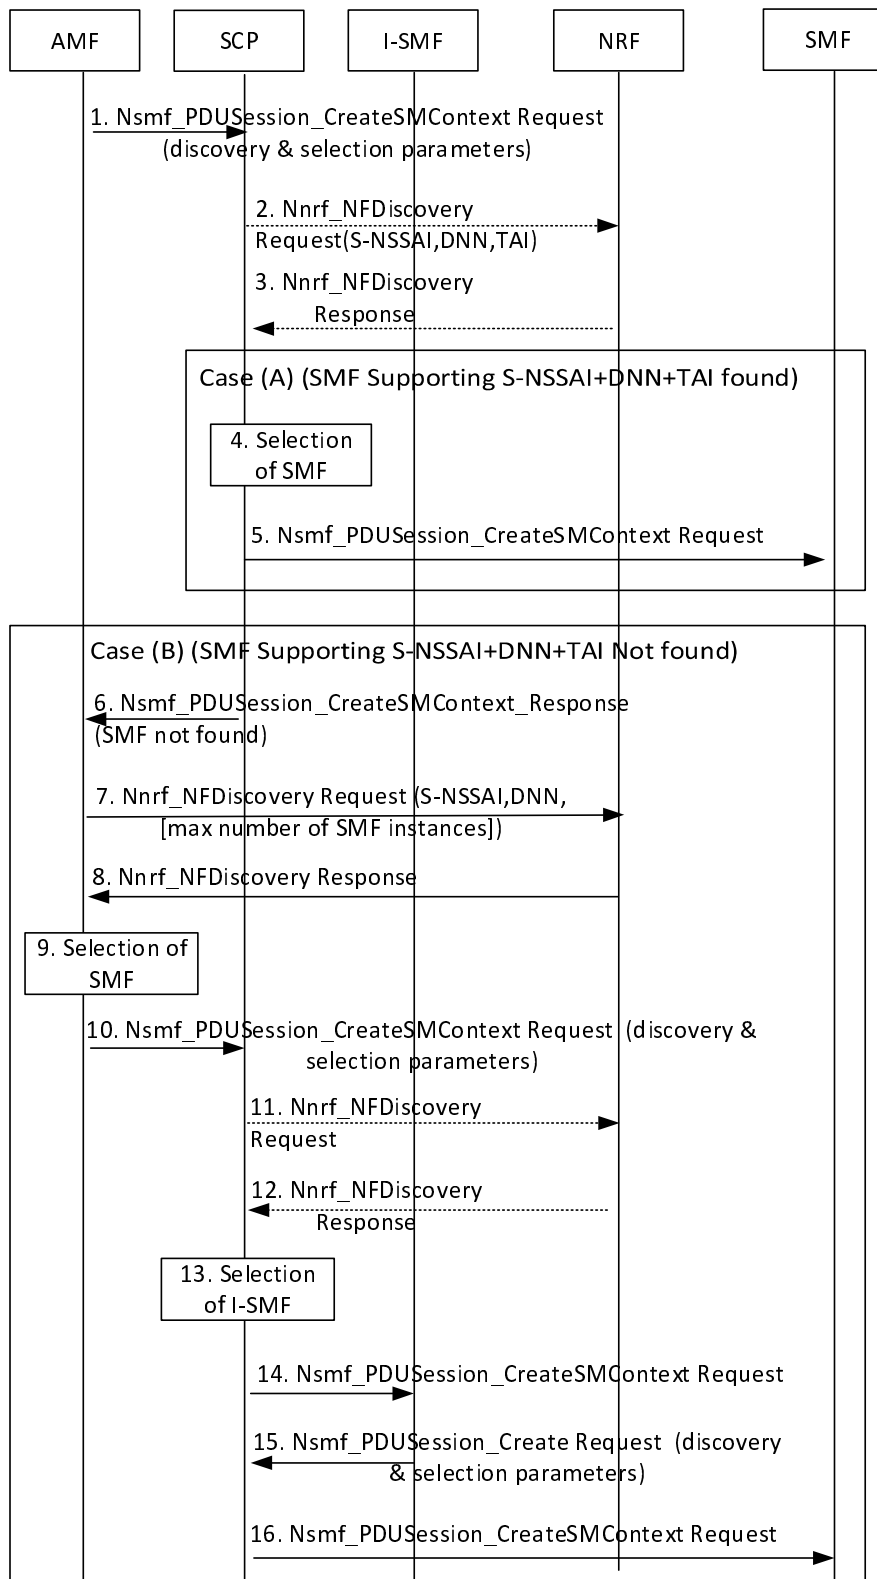 AMF
SCP
I-SMF
NRF
SMF
1. Nsmf_PDUSession_CreateSMContext Request
(discovery & selection parameters)
2. Nnrf_NFDiscovery
Request(S-NSSAI,DNN,TAI)
3. Nnrf_NFDiscovery
Response
Case (A) (SMF Supporting S-NSSAI+DNN+TAI found)
4. Selection
of SMF
5. Nsmf_PDUSession_CreateSMContext Request
Case (B) (SMF Supporting S-NSSAI+DNN+TAI Not found)
6. Nsmf_PDUSession_CreateSMContext_Response
(SMF not found)
7. Nnrf_NFDiscovery Request (S-NSSAI,DNN,
[max number of SMF instances])
8. Nnrf_NFDiscovery Response
9. Selection of
SMF
10. Nsmf_PDUSession_CreateSMContext Request (discovery &
selection parameters)
11. Nnrf_NFDiscovery
Request
12. Nnrf_NFDiscovery
Response
13. Selection
of I-SMF
14. Nsmf_PDUSession_CreateSMContext Request
15. Nsmf_PDUSession_Create Request (discovery
& selection parameters)
16. Nsmf_PDUSession_CreateSMContext Request